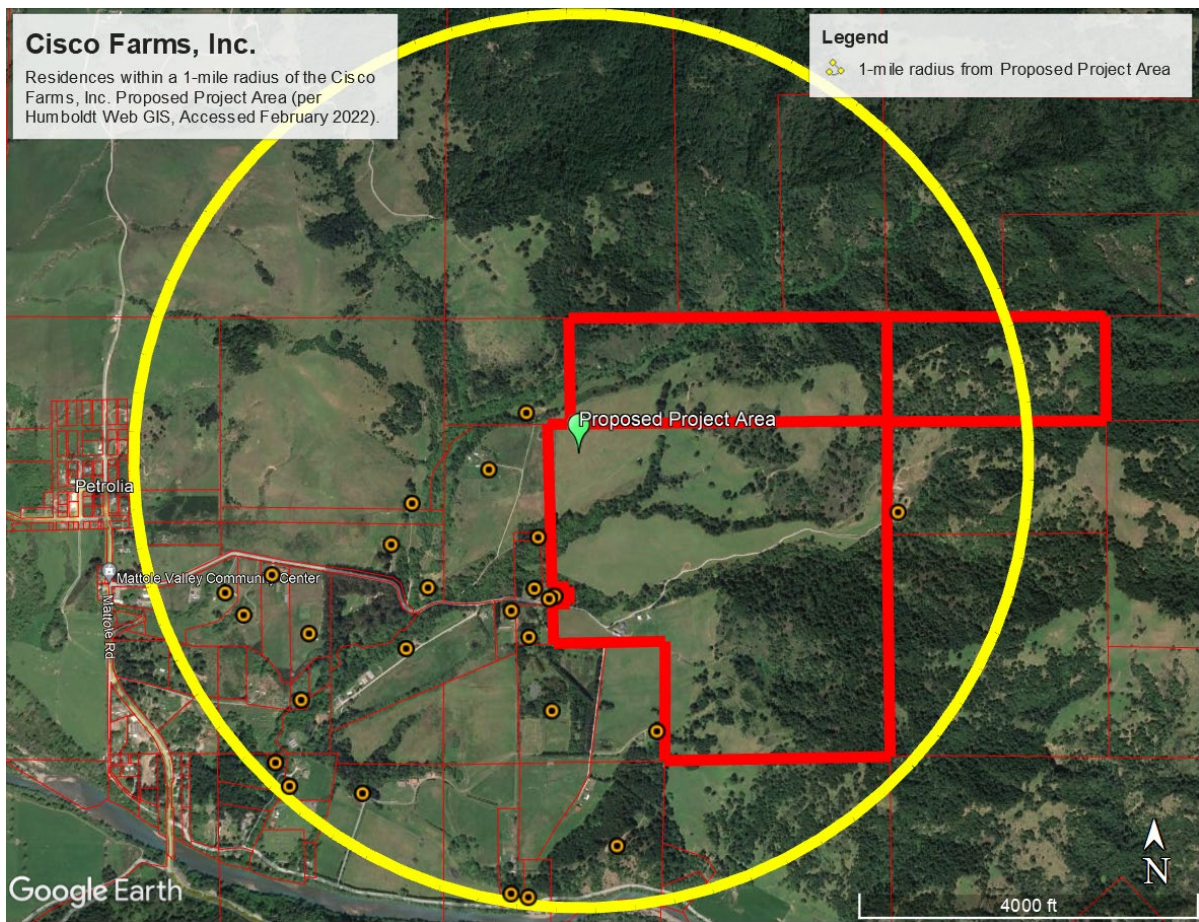 Cisco Farms, Inc.
Residences within a 1-mile radius of the Cisco
Farms, Inc. Proposed Project Area (per
Humboldt Web GIS, Accessed February 2022).
Legend
1-mile radius from Proposed Project Area
Proposed Project Area
Petrolia
Mattole Valley Community Center
Mattole Rd
N
Google Earth
4000 ft